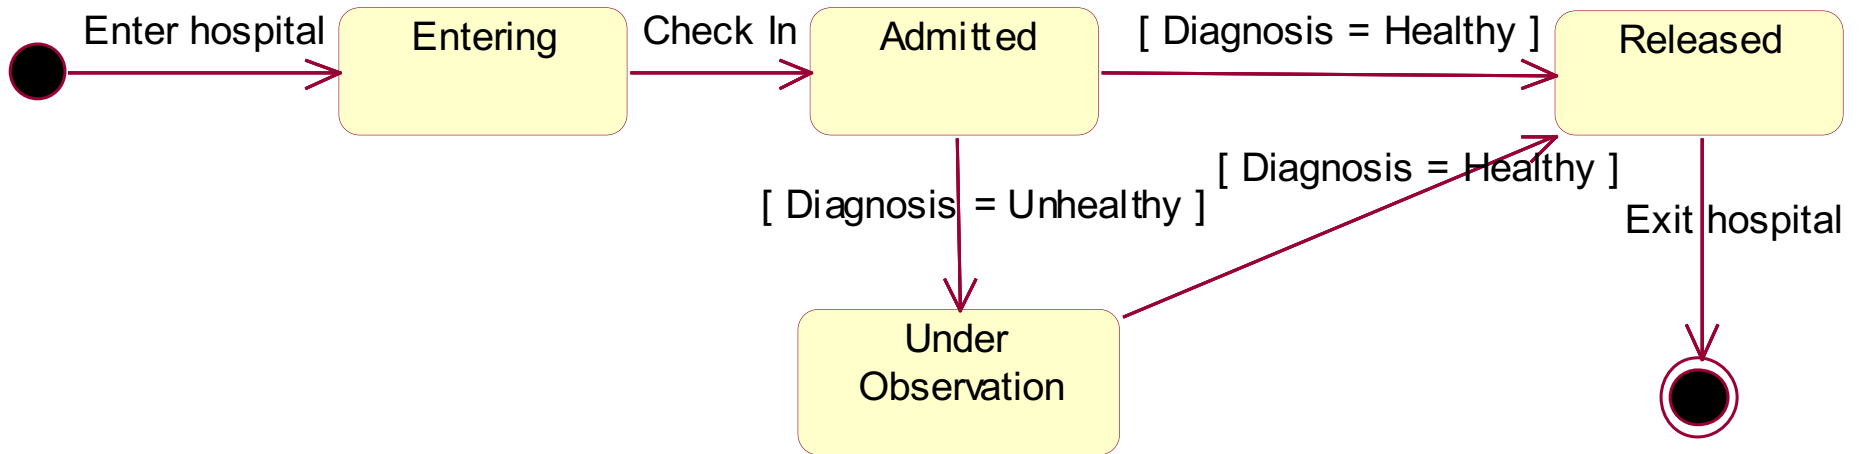 Enter hospital
Entering
Check In
Admitted
[ Diagnosis = Healthy ]
Released
[ Diagnosis = Unhealthy ]
[ Diagnosis = Healthy ]
Exit hospital
Under
Observation